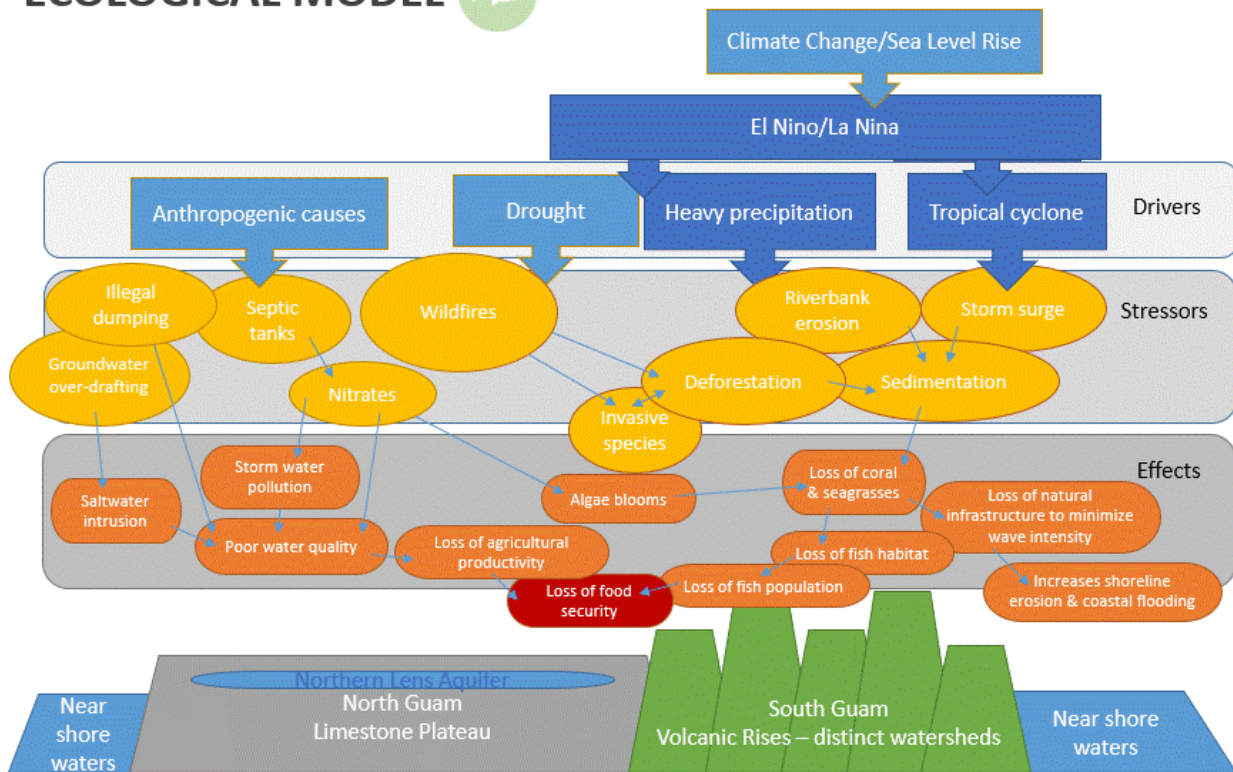 ECOLOGICAL MODEL
Climate Change/Sea Level Rise
El Nino/La Nina
Anthropogenic causes
Drought
Heavy precipitation
Tropical cyclone
Drivers
Illegal
dumping
Septic
tanks
Wildfires
Riverbank
erosion
Storm surge
Stressors
Groundwater
over-drafting
Nitrates
Deforestation
Sedimentation
Invasive
species
Effects
Saltwater
intrusion
Storm water
pollution
Algae blooms
Loss of coral
& seagrasses
Loss of natural
infrastructure to minimize
wave intensity
Poor water quality
Loss of agricultural
productivity
Loss of fish habitat
Loss of food
security
Loss of fish population
Increases shoreline
erosion & coastal flooding
Near
shore
waters
Northern Lens Aquifer
North Guam
Limestone Plateau
South Guam
Volcanic Rises – distinct watersheds
Near shore
waters